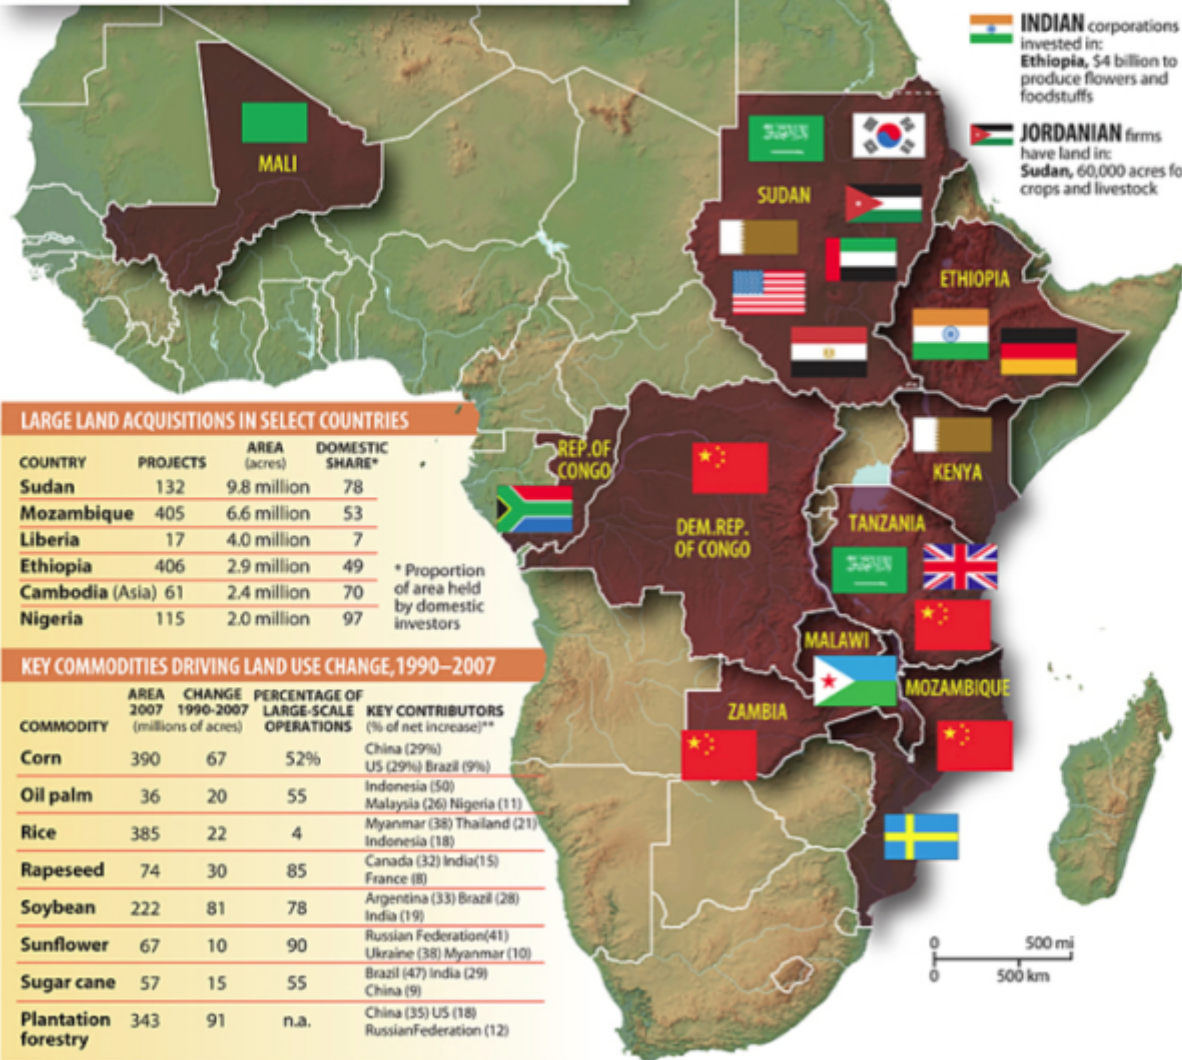 INDIAN corporations
invested in:
Ethiopia, $4 billion to
produce flowers and
foodstuffs
JORDANIAN firms
have land in:
Sudan, 60,000 acres fo
crops and livestock
MALI
SUDAN
ETHIOPIA
REP.OF
CONGO
KENYA
DEM.REP.
OF CONGO
TANZANIA
MALAWI
MOZAMBIQUE
ZAMBIA
LARGE LAND ACQUISITIONS IN SELECT COUNTRIES
COUNTRY PROJECTS AREA (acres) DOMESTIC SHARE*
Sudan 132 9.8 million 78
Mozambique 405 6.6 million 53
Liberia 17 4.0 million 7
Ethiopia 406 2.9 million 49
Cambodia (Asia) 61 2.4 million 70
Nigeria 115 2.0 million 97
* Proportion
of area held
by domestic
investors
KEY COMMODITIES DRIVING LAND USE CHANGE,1990–2007
COMMODITY AREA 2007 CHANGE 1990-2007 (millions of acres) PERCENTAGE OF LARGE-SCALE OPERATIONS KEY CONTRIBUTORS (% of net increase)**
Corn 390 67 52% China (29%)
US (29%) Brazil (9%)
Oil palm 36 20 55 Indonesia (50)
Malaysia (26) Nigeria (11)
Rice 385 22 4 Myanmar (38) Thailand (21)
Indonesia (18)
Rapeseed 74 30 85 Canada (32) India(15)
France (8)
Soybean 222 81 78 Argentina (33) Brazil (28)
India (19)
Sunflower 67 10 90 Russian Federation(41)
Ukraine (38) Myanmar (10)
Sugar cane 57 15 55 Brazil (47) India (29)
China (9)
Plantation forestry 343 91 n.a. China (35) US (18)
RussianFederation (12)
0 500 mi
0 500 km